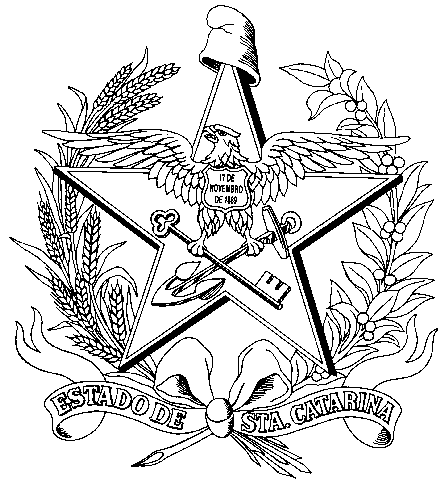 17 DE
NOVEMBRO
DE 1889
ESTADO DE STA. CATARINA